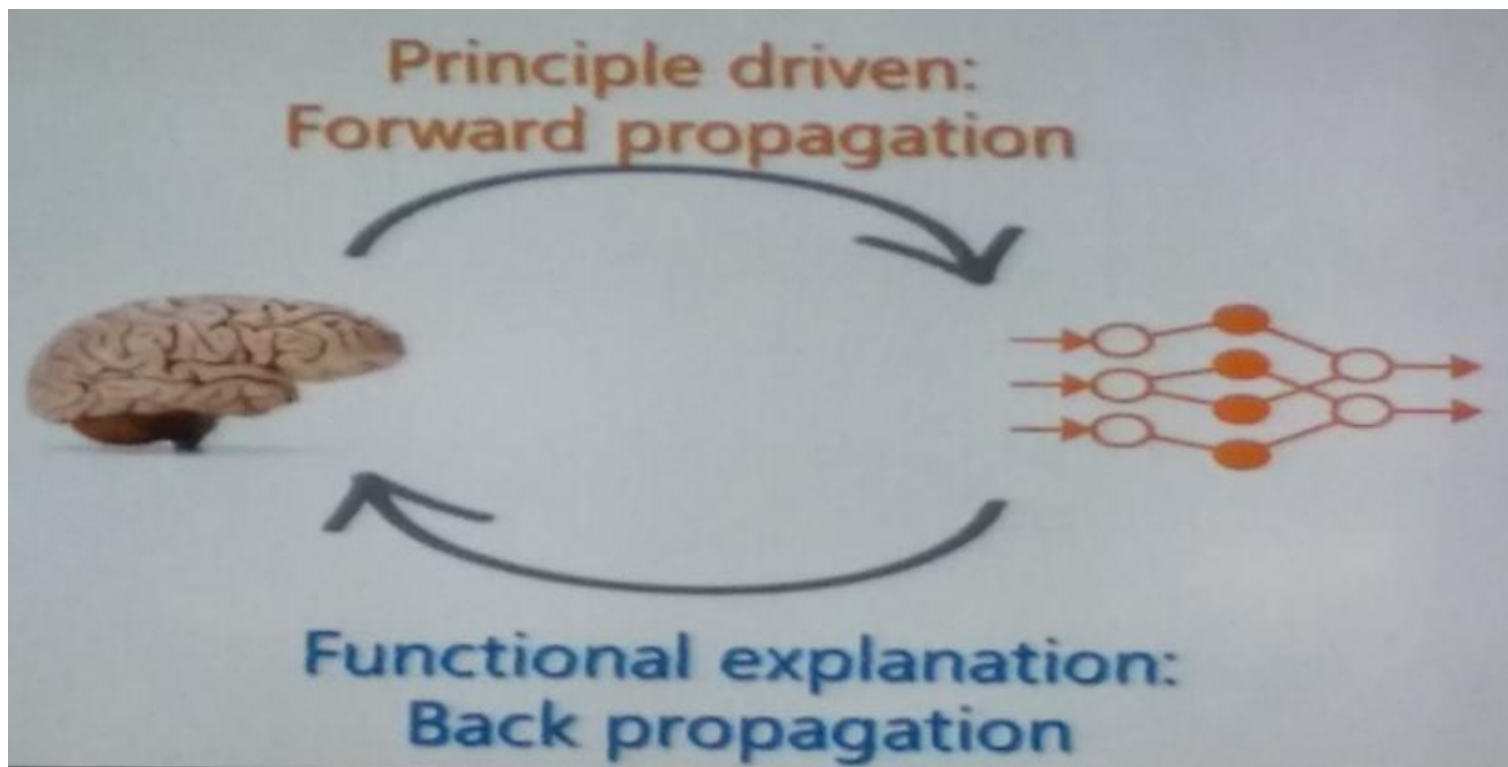 Principle driven:
Forward propagation
Functional explanation:
Back propagation